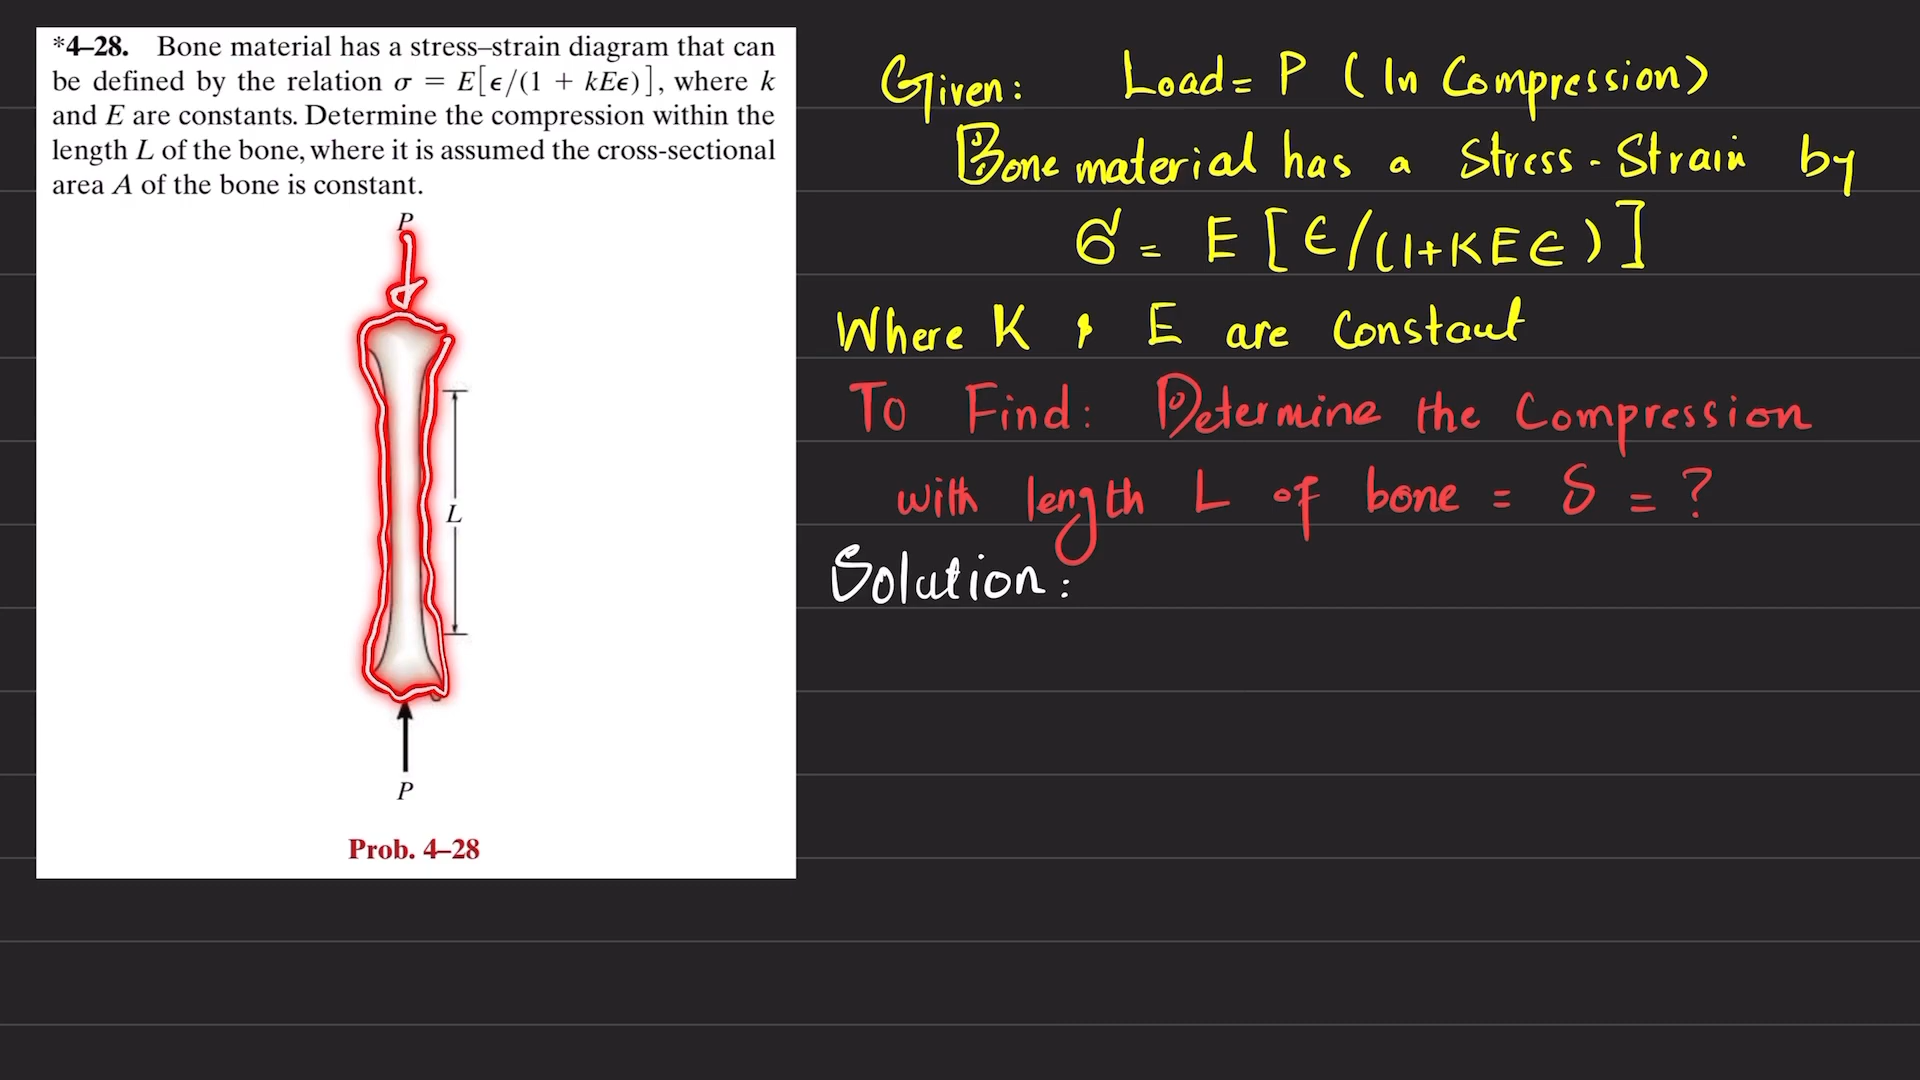 *4–28. Bone material has a stress–strain diagram that can
be defined by the relation σ = E[ϵ/(1 + kEϵ)], where k
and E are constants. Determine the compression within the
length L of the bone, where it is assumed the cross-sectional
area A of the bone is constant.
P
L
P
Prob. 4–28
Given: Load = P (In Compression)
Bone material has a Stress - Strain by
σ = E [ϵ/(1+KEϵ)]
Where K & E are Constant
To Find: Determine the Compression
with length L of bone = δ = ?
Solution: